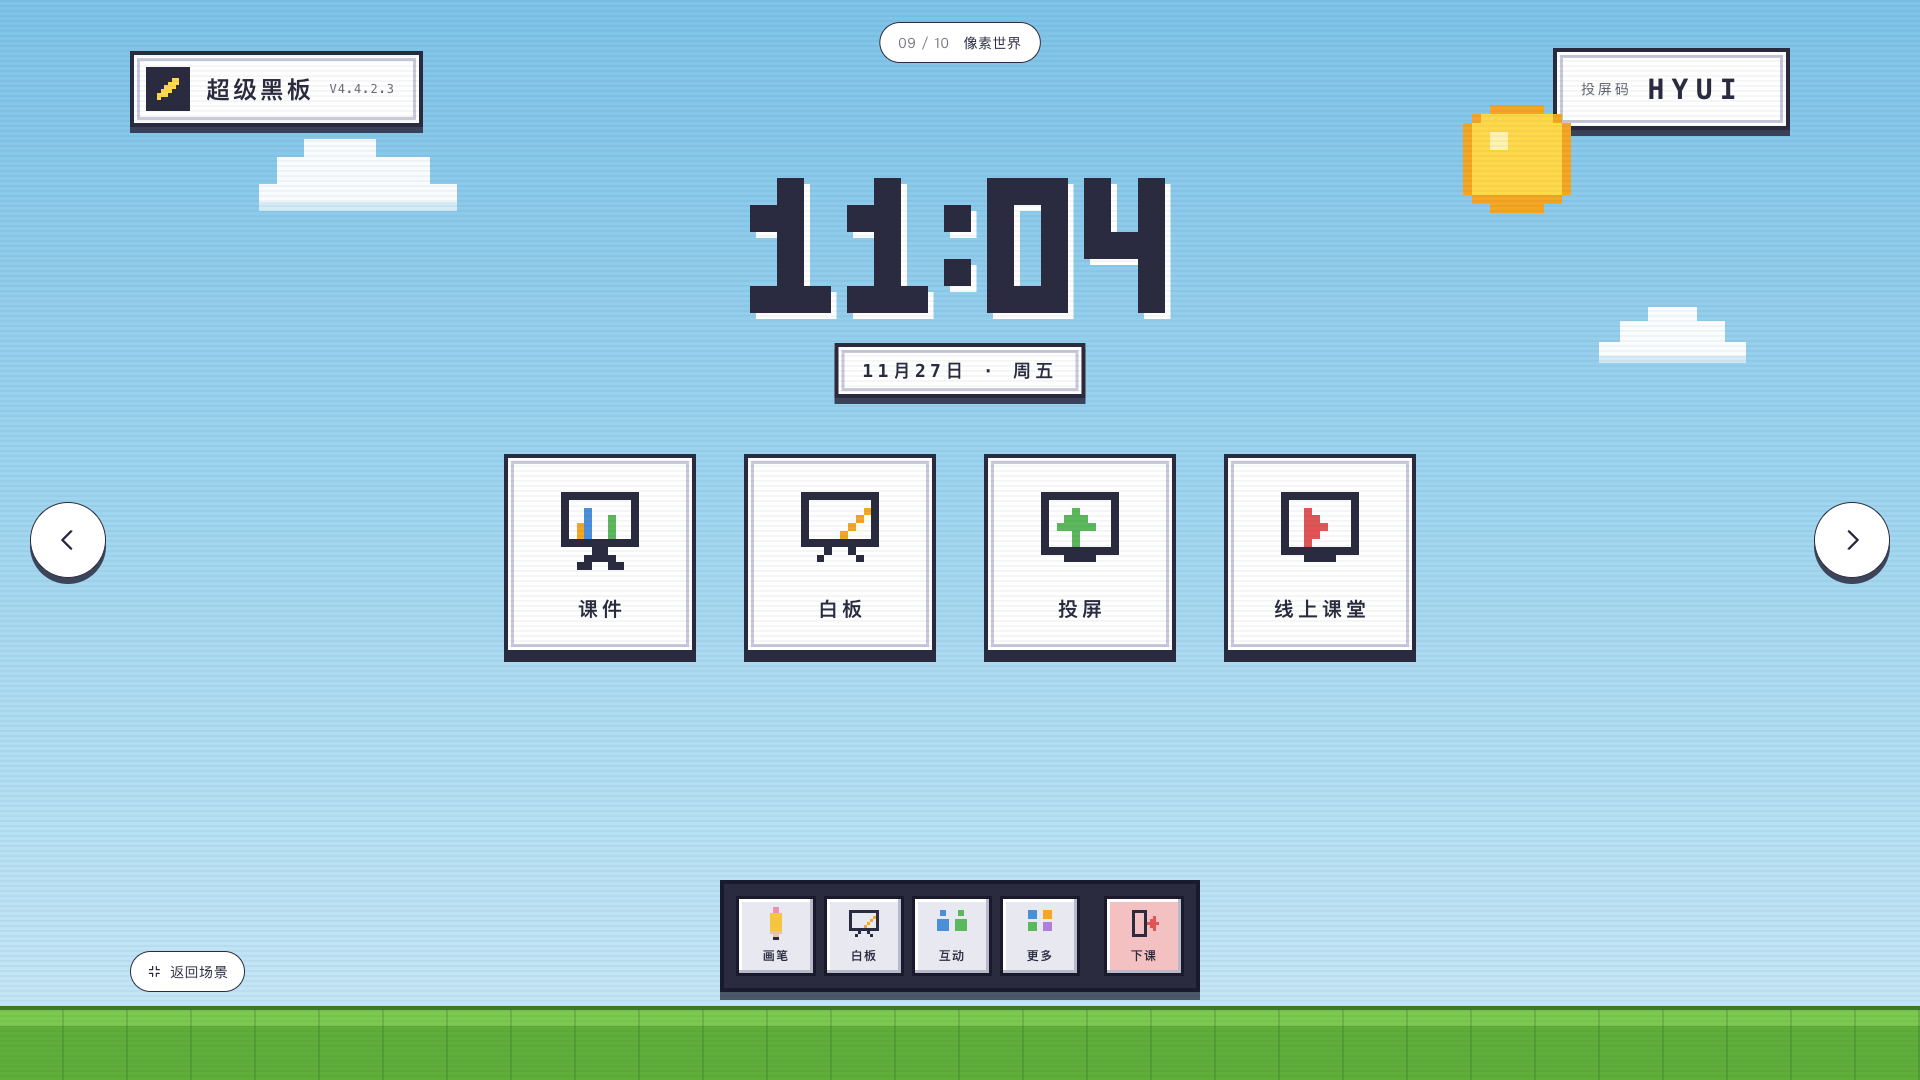 09 / 10 像素世界
超级黑板 V4.4.2.3
投屏码 HYUI
11:04
11月27日 · 周五
课件
白板
投屏
线上课堂
画笔
白板
互动
更多
下课
返回场景